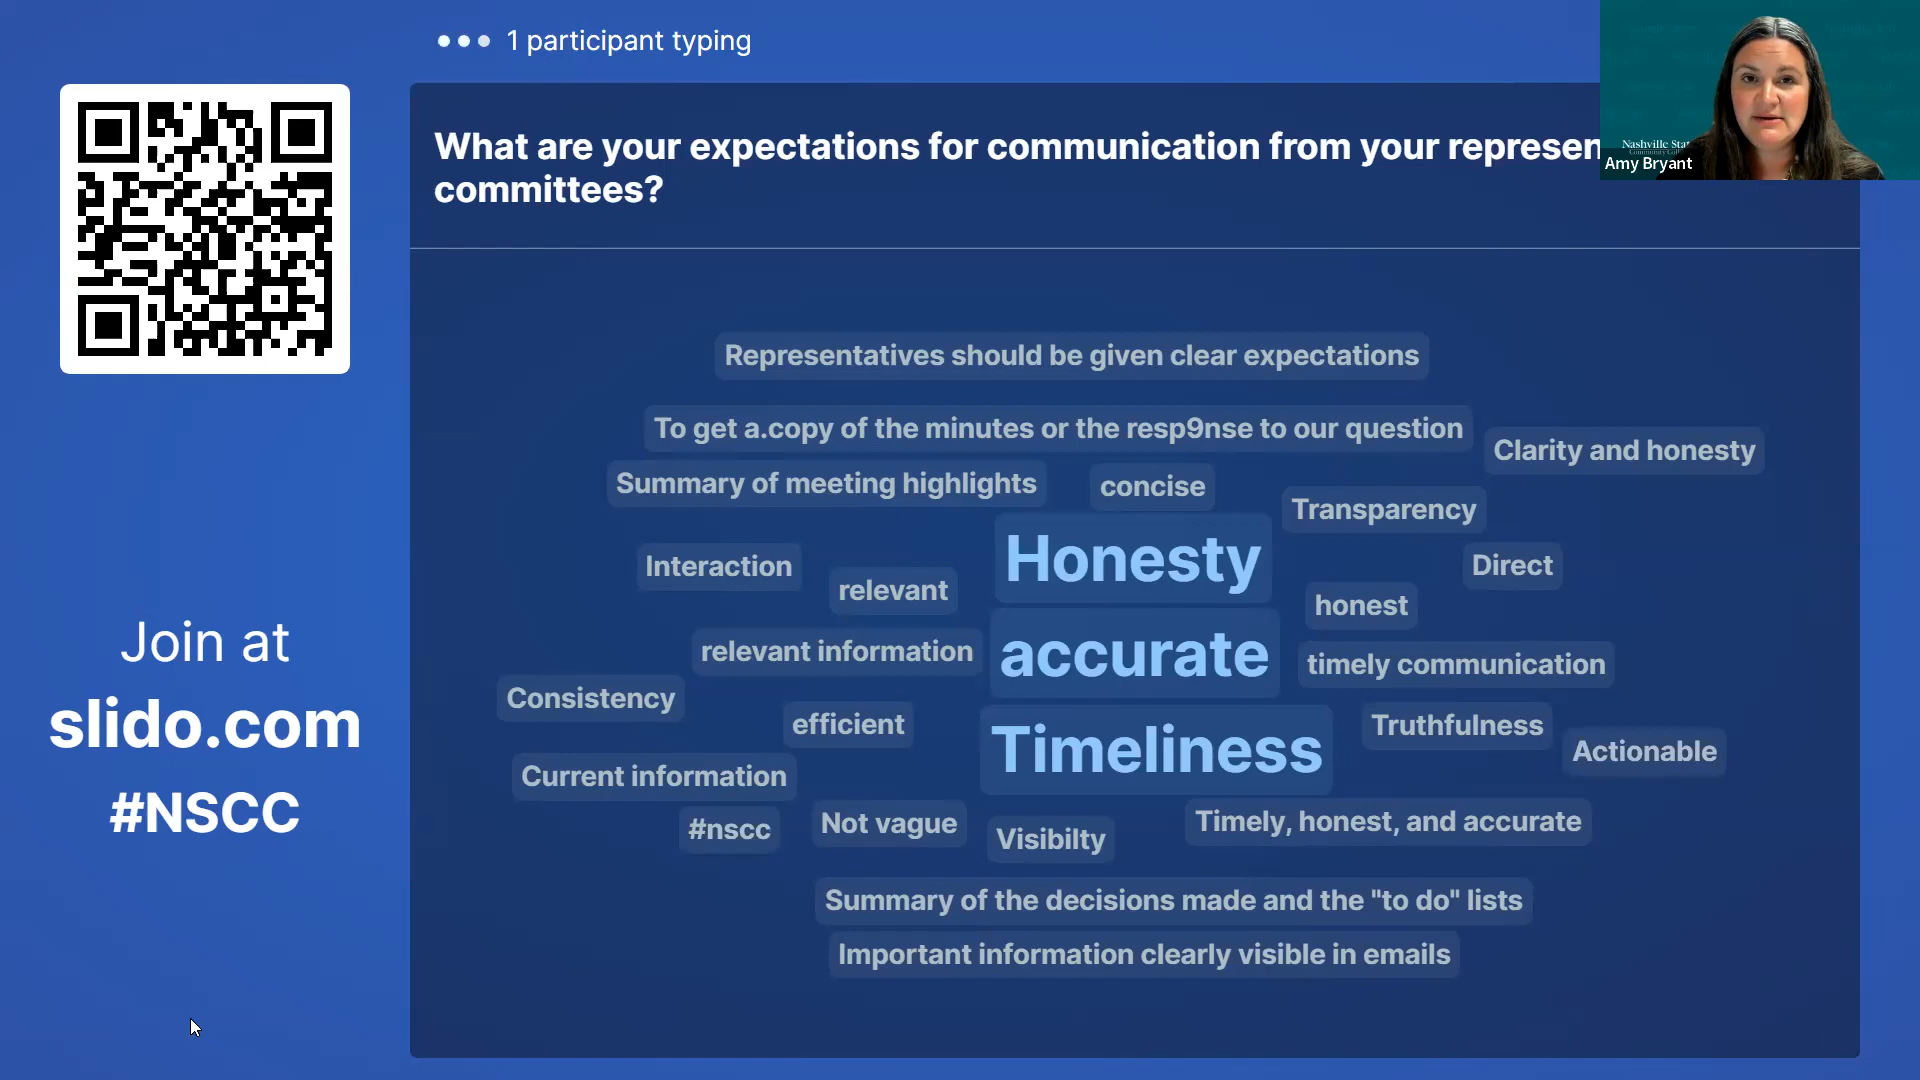 1 participant typing
What are your expectations for communication from your represen
committees?
Nashville Sta
Amy Bryant
Representatives should be given clear expectations
To get a.copy of the minutes or the resp9nse to our question
Clarity and honesty
Summary of meeting highlights
concise
Transparency
Honesty
Interaction
Direct
relevant
honest
relevant information
accurate
timely communication
Consistency
efficient
Timeliness
Truthfulness
Actionable
Current information
#nscc
Not vague
Visibilty
Timely, honest, and accurate
Summary of the decisions made and the "to do" lists
Important information clearly visible in emails
Join at
slido.com
#NSCC